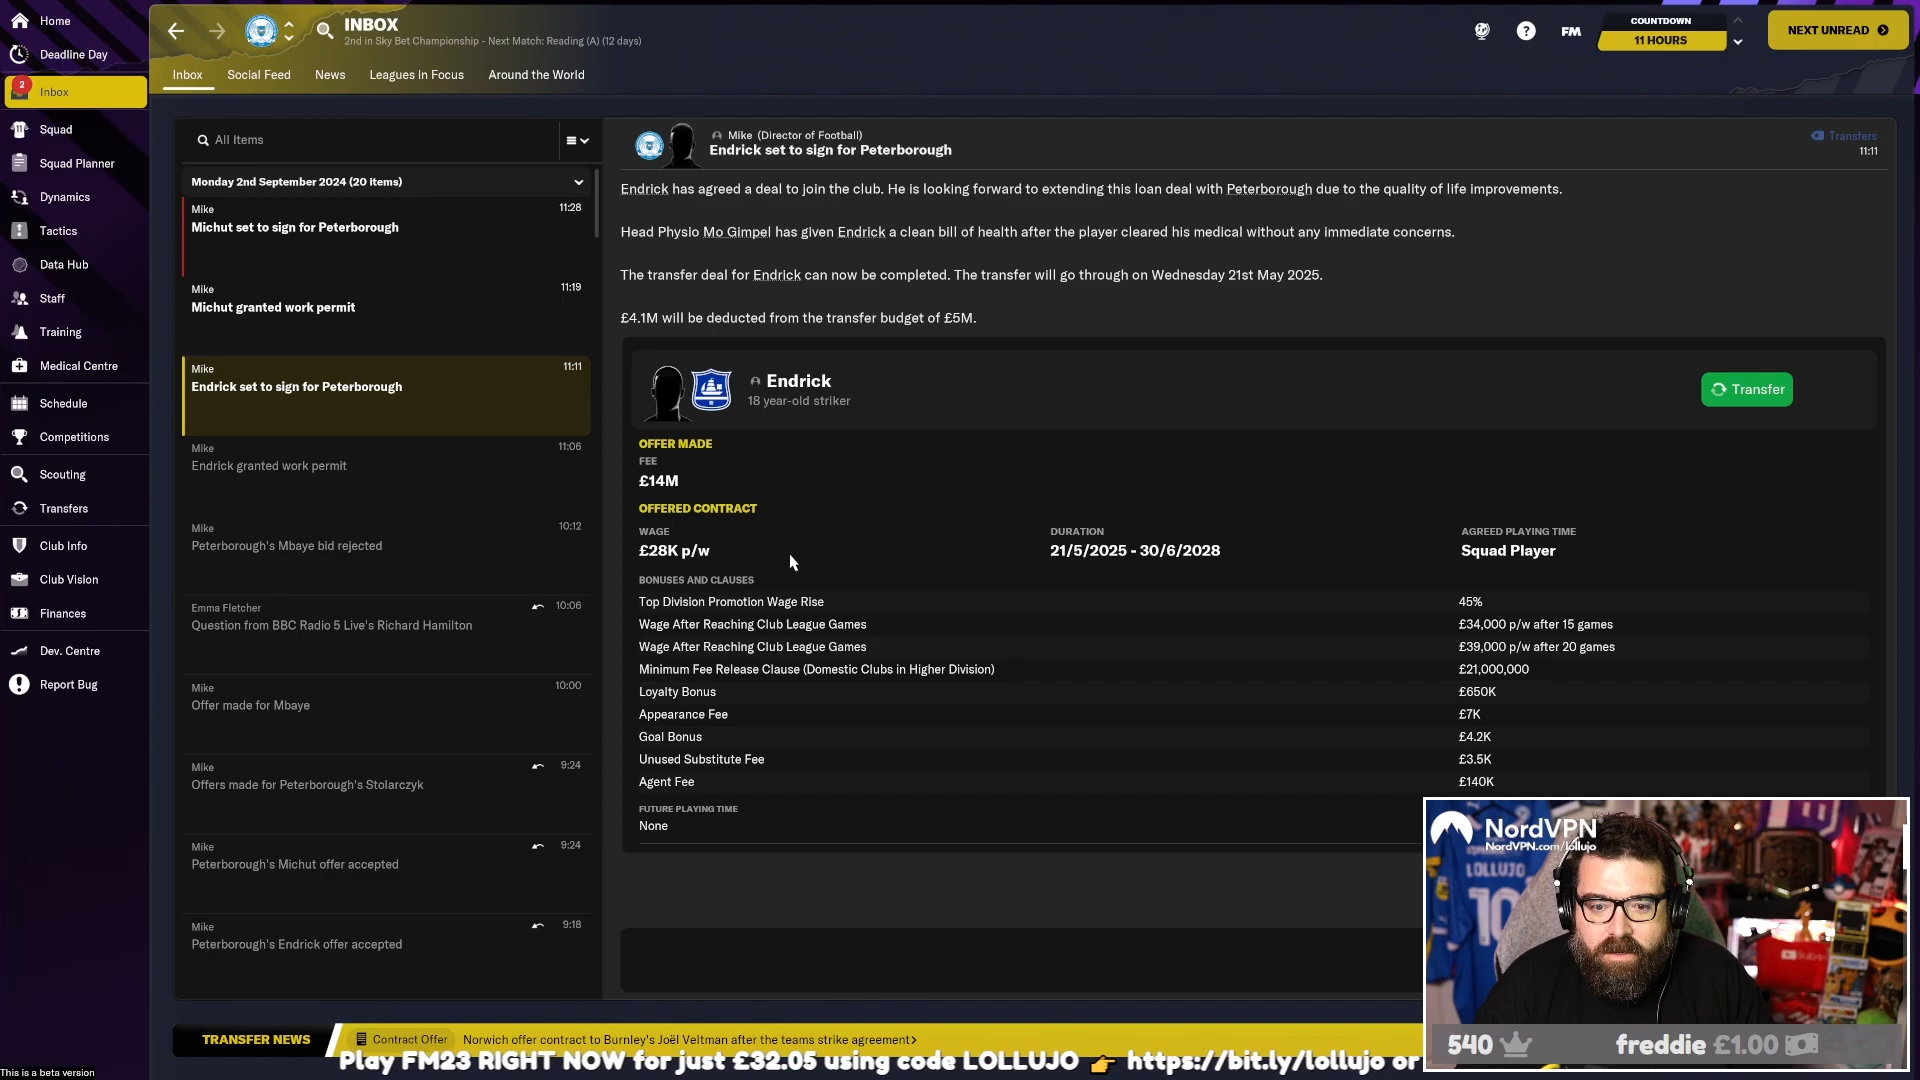 Home
Deadline Day
2
Inbox
Squad
Squad Planner
Dynamics
Tactics
Data Hub
Staff
Training
Medical Centre
Schedule
Competitions
Scouting
Transfers
Club Info
Club Vision
Finances
Dev. Centre
Report Bug
This is a beta version
INBOX
2nd in Sky Bet Championship - Next Match: Reading (A) (12 days)
Inbox Social Feed News Leagues in Focus Around the World
FM
COUNTDOWN
11 HOURS
NEXT UNREAD
All Items
Monday 2nd September 2024 (20 items)
Mike 11:28
Michut set to sign for Peterborough
Mike 11:19
Michut granted work permit
Mike 11:11
Endrick set to sign for Peterborough
Mike 11:06
Endrick granted work permit
Mike 10:12
Peterborough's Mbaye bid rejected
Emma Fletcher 10:06
Question from BBC Radio 5 Live's Richard Hamilton
Mike 10:00
Offer made for Mbaye
Mike 9:24
Offers made for Peterborough's Stolarczyk
Mike 9:24
Peterborough's Michut offer accepted
Mike 9:18
Peterborough's Endrick offer accepted
Mike (Director of Football)
Endrick set to sign for Peterborough
Transfers
11:11
Endrick has agreed a deal to join the club. He is looking forward to extending this loan deal with Peterborough due to the quality of life improvements.
Head Physio Mo Gimpel has given Endrick a clean bill of health after the player cleared his medical without any immediate concerns.
The transfer deal for Endrick can now be completed. The transfer will go through on Wednesday 21st May 2025.
£4.1M will be deducted from the transfer budget of £5M.
Endrick
18 year-old striker
Transfer
OFFER MADE
FEE
£14M
OFFERED CONTRACT
WAGE DURATION AGREED PLAYING TIME
£28K p/w 21/5/2025 - 30/6/2028 Squad Player
BONUSES AND CLAUSES
Top Division Promotion Wage Rise 45%
Wage After Reaching Club League Games £34,000 p/w after 15 games
Wage After Reaching Club League Games £39,000 p/w after 20 games
Minimum Fee Release Clause (Domestic Clubs in Higher Division) £21,000,000
Loyalty Bonus £650K
Appearance Fee £7K
Goal Bonus £4.2K
Unused Substitute Fee £3.5K
Agent Fee £140K
FUTURE PLAYING TIME
None
NordVPN
NordVPN.com/lollujo
LOLLUJO
10
540 freddie £1.00
TRANSFER NEWS Contract Offer Norwich offer contract to Burnley's Joël Veltman after the teams strike agreement>
Play FM23 RIGHT NOW for just £32.05 using code LOLLUJO 👉 https://bit.ly/lollujo or